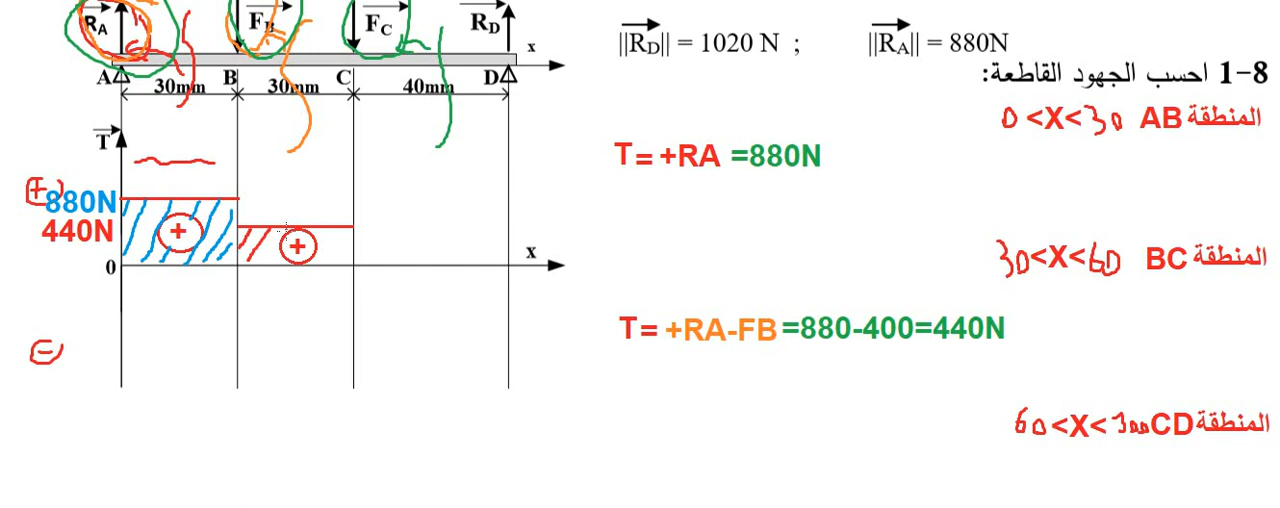 R_A F_B F_C R_D x
A B C D
30mm 30mm 40mm
||R_D|| = 1020 N ; ||R_A|| = 880N
1-8 احسب الجهود القاطعة:
المنطقة AB 0<X<30
T= +RA =880N
T
(+)
880N
440N
+ +
0 x
المنطقة BC 30<X<60
T= +RA-FB=880-400=440N
(-)
المنطقة CD 60<X<100